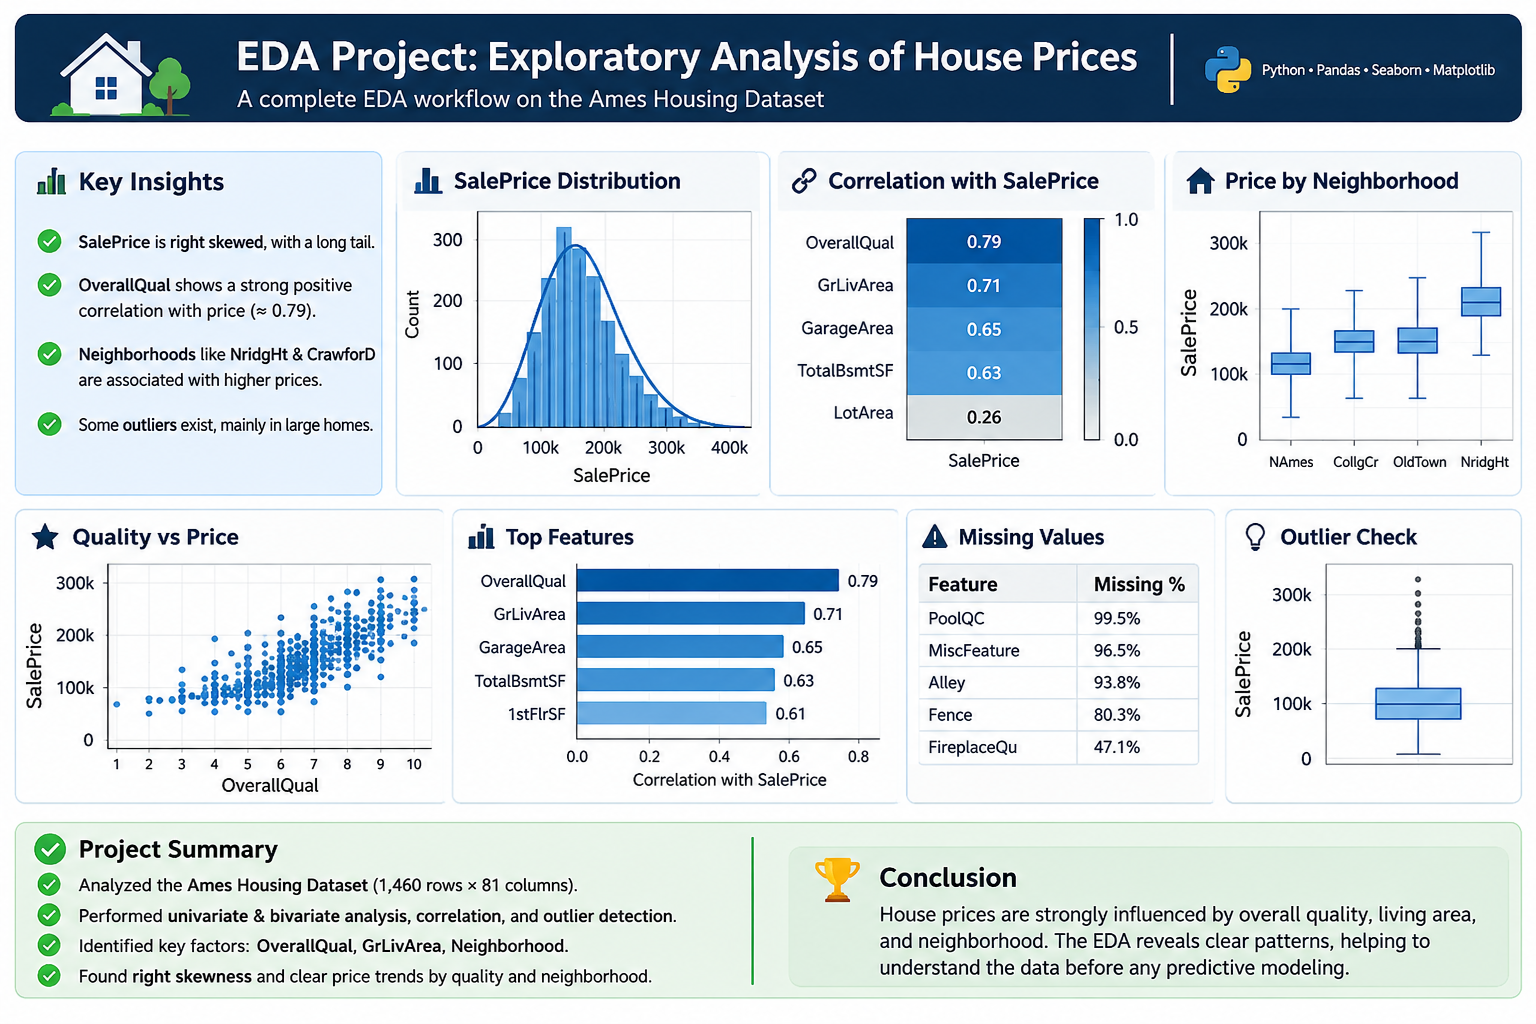 EDA Project: Exploratory Analysis of House Prices
A complete EDA workflow on the Ames Housing Dataset
Python • Pandas • Seaborn • Matplotlib
Key Insights
SalePrice is right skewed, with a long tail.
OverallQual shows a strong positive
correlation with price (≈ 0.79).
Neighborhoods like NridgHt & CrawforD
are associated with higher prices.
Some outliers exist, mainly in large homes.
SalePrice Distribution
Count
300
200
100
0
0 100k 200k 300k 400k
SalePrice
Correlation with SalePrice
OverallQual 0.79
GrLivArea 0.71
GarageArea 0.65
TotalBsmtSF 0.63
LotArea 0.26
SalePrice
1.0
0.5
0.0
Price by Neighborhood
SalePrice
300k
200k
100k
0
NAmes CollgCr OldTown NridgHt
Quality vs Price
SalePrice
300k
200k
100k
0
1 2 3 4 5 6 7 8 9 10
OverallQual
Top Features
OverallQual 0.79
GrLivArea 0.71
GarageArea 0.65
TotalBsmtSF 0.63
1stFlrSF 0.61
0.0 0.2 0.4 0.6 0.8
Correlation with SalePrice
Missing Values
Feature Missing %
PoolQC 99.5%
MiscFeature 96.5%
Alley 93.8%
Fence 80.3%
FireplaceQu 47.1%
Outlier Check
SalePrice
300k
200k
100k
0
Project Summary
Analyzed the Ames Housing Dataset (1,460 rows × 81 columns).
Performed univariate & bivariate analysis, correlation, and outlier detection.
Identified key factors: OverallQual, GrLivArea, Neighborhood.
Found right skewness and clear price trends by quality and neighborhood.
Conclusion
House prices are strongly influenced by overall quality, living area,
and neighborhood. The EDA reveals clear patterns, helping to
understand the data before any predictive modeling.